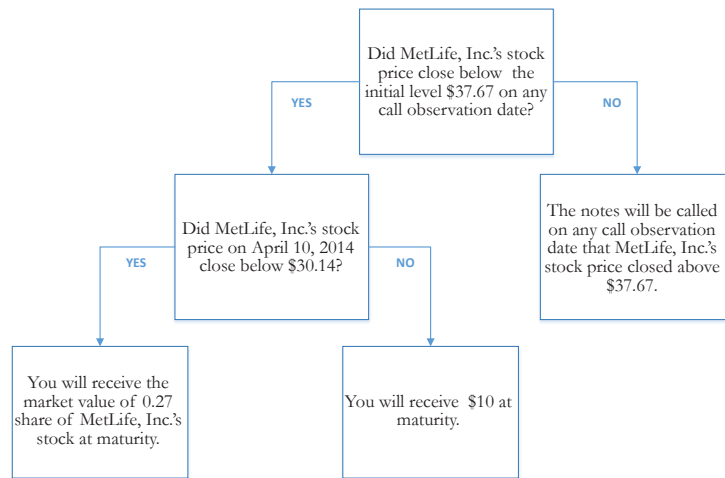 Did MetLife, Inc.'s stock
price close below the
initial level $37.67 on any
call observation date?
YES
NO
Did MetLife, Inc.'s stock
price on April 10, 2014
close below $30.14?
The notes will be called
on any call observation
date that MetLife, Inc.'s
stock price closed above
$37.67.
YES
NO
You will receive the
market value of 0.27
share of MetLife, Inc.'s
stock at maturity.
You will receive $10 at
maturity.